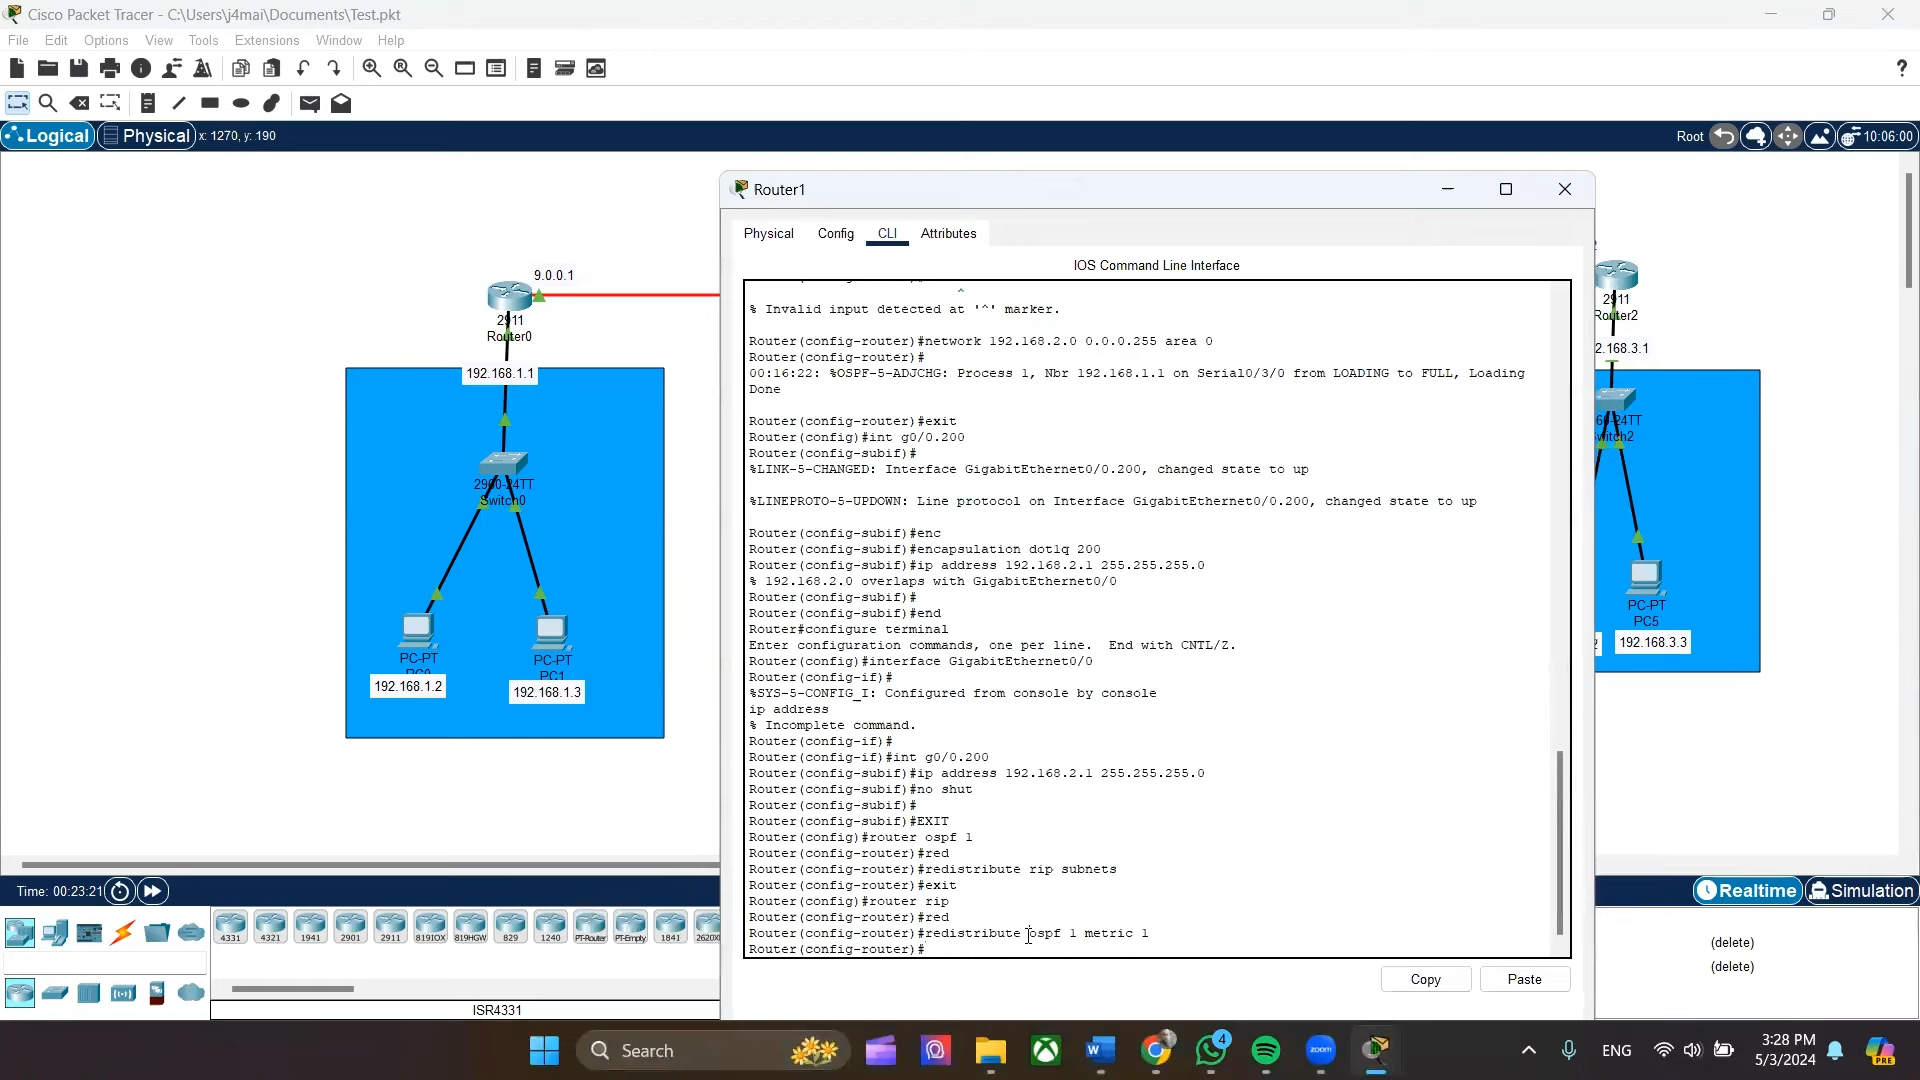 Cisco Packet Tracer - C:\Users\j4mai\Documents\Test.pkt
File Edit Options View Tools Extensions Window Help
?
Logical Physical x: 1270, y: 190
Root 10:06:00
9.0.0.1
2911
Router0
192.168.1.1
2960-24TT
Switch0
PC-PT
PC0
192.168.1.2
PC-PT
PC1
192.168.1.3
Router1
Physical Config CLI Attributes
IOS Command Line Interface
^
% Invalid input detected at '^' marker.
Router(config-router)#network 192.168.2.0 0.0.0.255 area 0
Router(config-router)#
00:16:22: %OSPF-5-ADJCHG: Process 1, Nbr 192.168.1.1 on Serial0/3/0 from LOADING to FULL, Loading
Done
Router(config-router)#exit
Router(config)#int g0/0.200
Router(config-subif)#
%LINK-5-CHANGED: Interface GigabitEthernet0/0.200, changed state to up
%LINEPROTO-5-UPDOWN: Line protocol on Interface GigabitEthernet0/0.200, changed state to up
Router(config-subif)#enc
Router(config-subif)#encapsulation dot1q 200
Router(config-subif)#ip address 192.168.2.1 255.255.255.0
% 192.168.2.0 overlaps with GigabitEthernet0/0
Router(config-subif)#
Router(config-subif)#end
Router#configure terminal
Enter configuration commands, one per line.  End with CNTL/Z.
Router(config)#interface GigabitEthernet0/0
Router(config-if)#
%SYS-5-CONFIG_I: Configured from console by console
ip address
% Incomplete command.
Router(config-if)#
Router(config-if)#int g0/0.200
Router(config-subif)#ip address 192.168.2.1 255.255.255.0
Router(config-subif)#no shut
Router(config-subif)#
Router(config-subif)#EXIT
Router(config)#router ospf 1
Router(config-router)#red
Router(config-router)#redistribute rip subnets
Router(config-router)#exit
Router(config)#router rip
Router(config-router)#red
Router(config-router)#redistribute ospf 1 metric 1
Router(config-router)#
Copy Paste
2911
Router2
2.168.3.1
60-24TT
witch2
PC-PT
PC5
192.168.3.3
Time: 00:23:21
Realtime Simulation
4331 4321 1941 2901 2911 819IOX 819HGW 829 1240 PT-Router PT-Empty 1841 2620X
ISR4331
(delete)
(delete)
Search
4
zoom
ENG
3:28 PM
5/3/2024
PRE